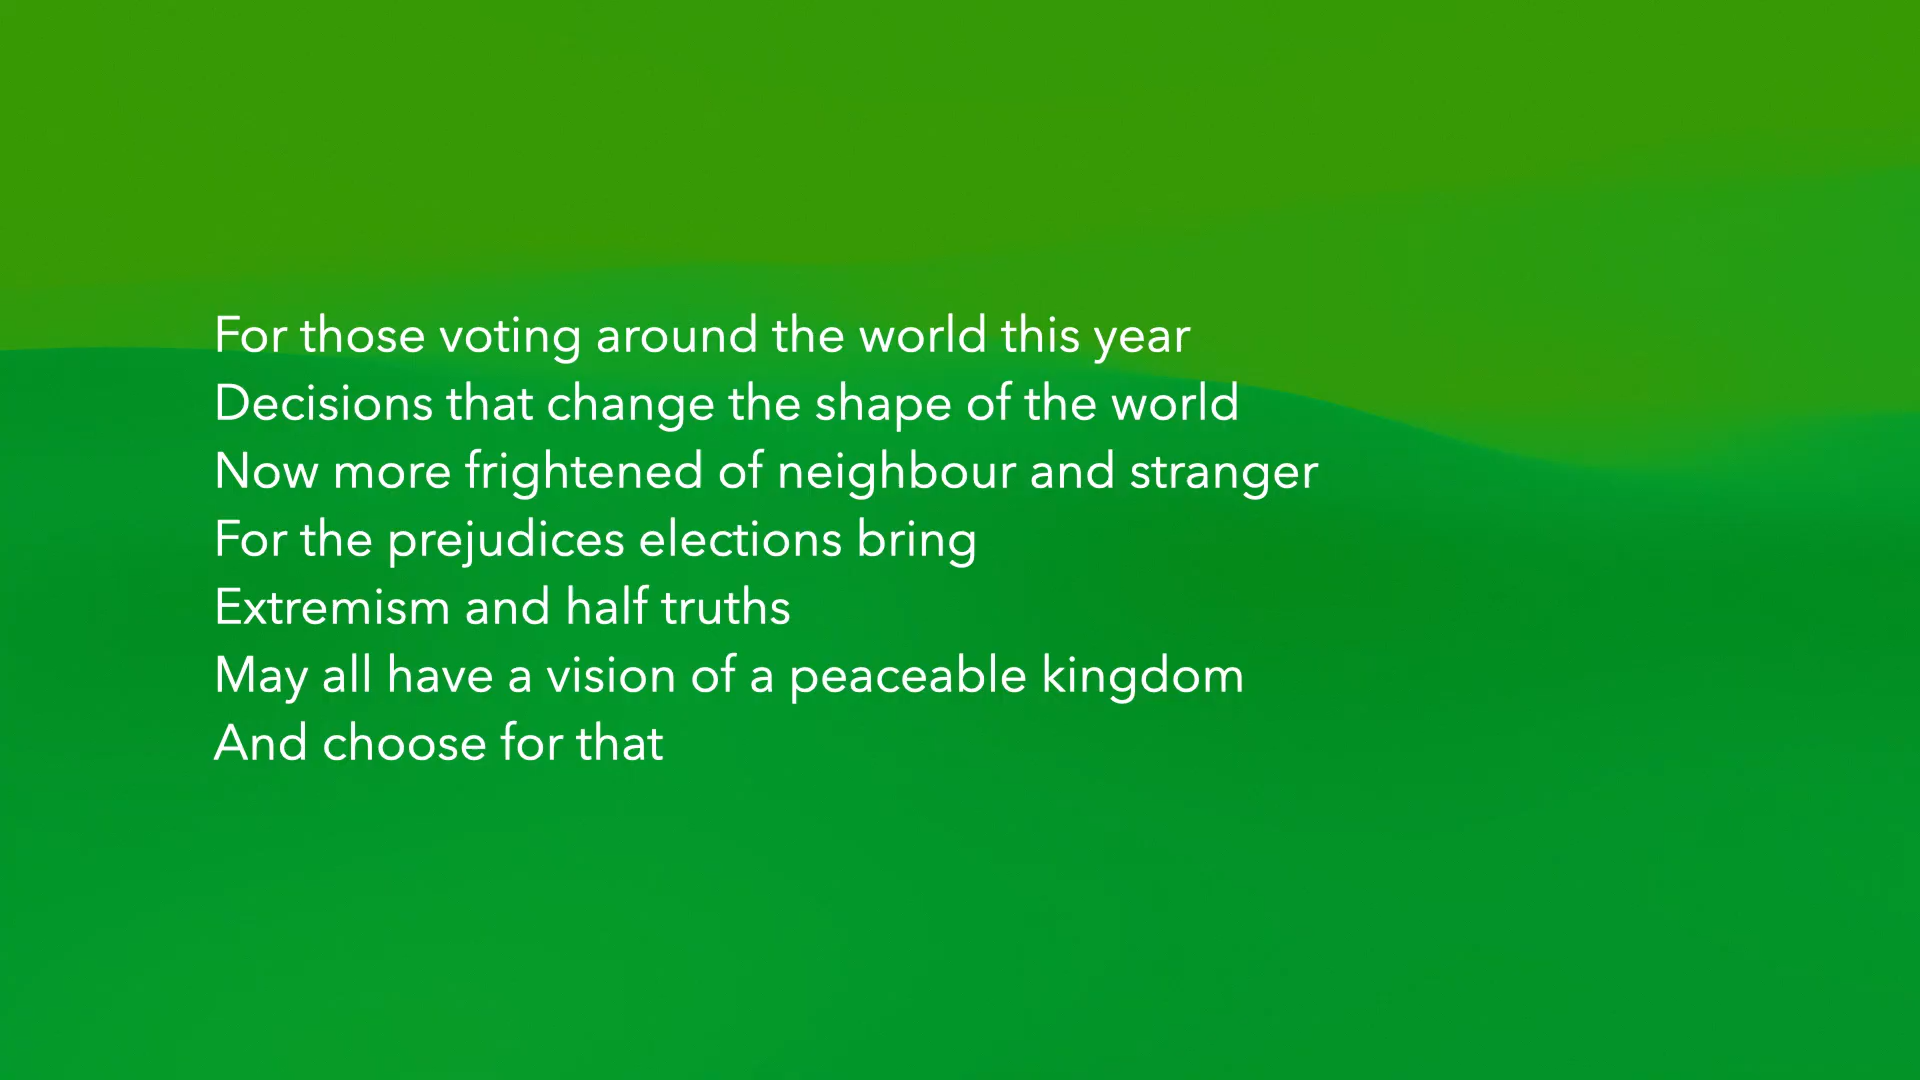 For those voting around the world this year
Decisions that change the shape of the world
Now more frightened of neighbour and stranger
For the prejudices elections bring
Extremism and half truths
May all have a vision of a peaceable kingdom
And choose for that